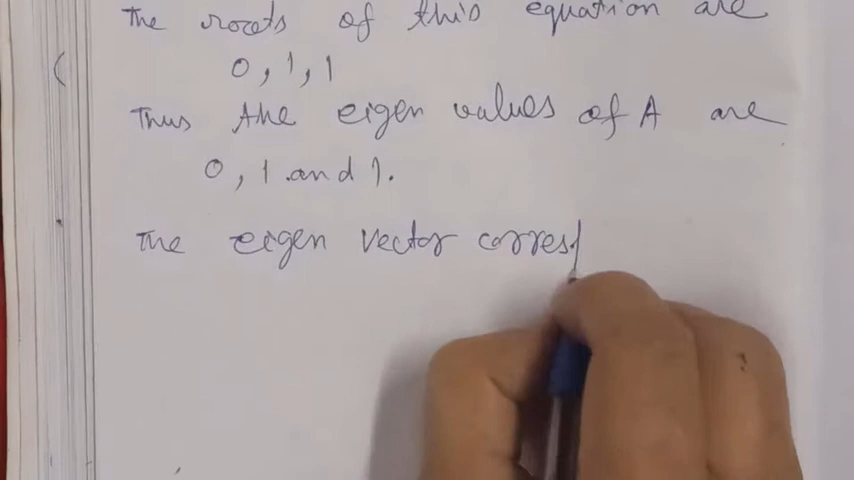 The roots of this equation are
0, 1, 1
Thus the eigen values of A are
0, 1 and 1.
The eigen vector corresp